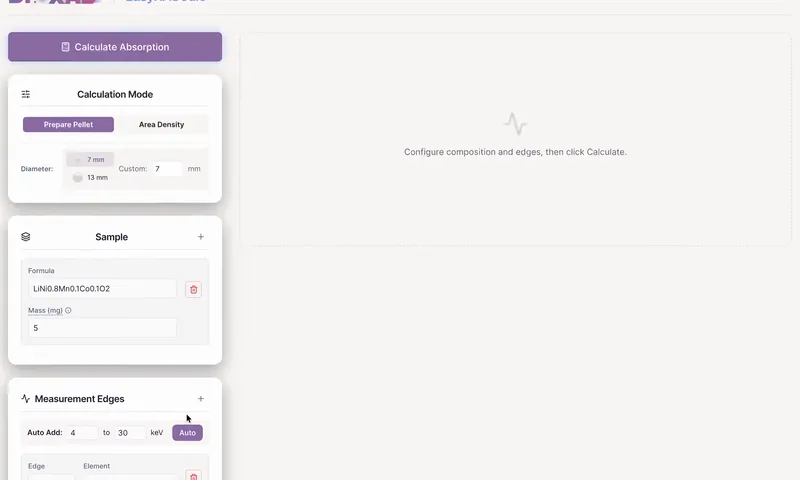 Calculate Absorption
Calculation Mode
Prepare Pellet
Area Density
Diameter:
7 mm
13 mm
Custom: 7 mm
Sample +
Formula
LiNi0.8Mn0.1Co0.1O2
Mass (mg)
5
Measurement Edges +
Auto Add: 4 to 30 keV Auto
Edge Element
Configure composition and edges, then click Calculate.